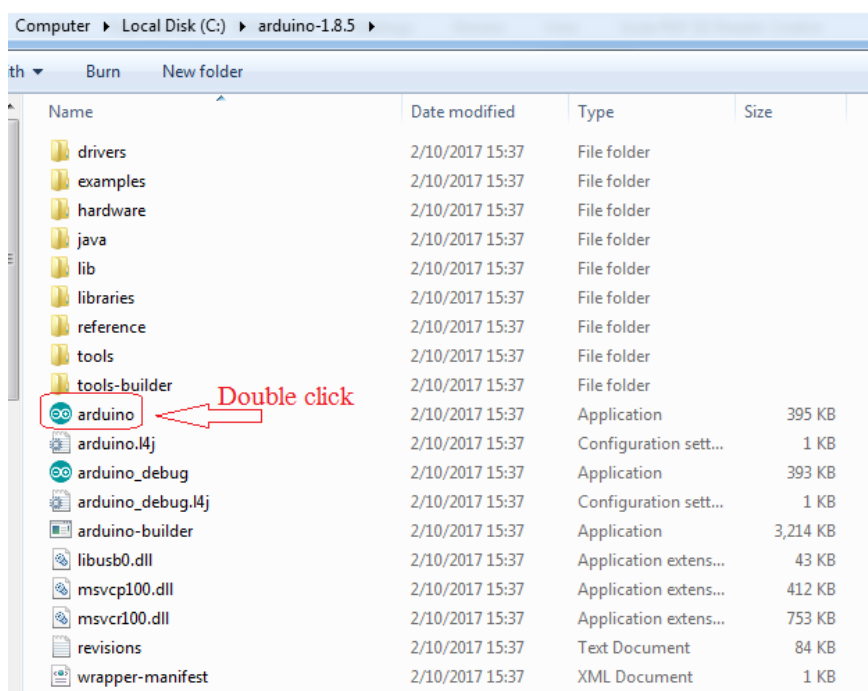 Computer ▸ Local Disk (C:) ▸ arduino-1.8.5 ▸
th Burn New folder
Name Date modified Type Size
drivers 2/10/2017 15:37 File folder
examples 2/10/2017 15:37 File folder
hardware 2/10/2017 15:37 File folder
java 2/10/2017 15:37 File folder
lib 2/10/2017 15:37 File folder
libraries 2/10/2017 15:37 File folder
reference 2/10/2017 15:37 File folder
tools 2/10/2017 15:37 File folder
tools-builder 2/10/2017 15:37 File folder
Double click
arduino 2/10/2017 15:37 Application 395 KB
arduino.l4j 2/10/2017 15:37 Configuration sett... 1 KB
arduino_debug 2/10/2017 15:37 Application 393 KB
arduino_debug.l4j 2/10/2017 15:37 Configuration sett... 1 KB
arduino-builder 2/10/2017 15:37 Application 3,214 KB
libusb0.dll 2/10/2017 15:37 Application extens... 43 KB
msvcp100.dll 2/10/2017 15:37 Application extens... 412 KB
msvcr100.dll 2/10/2017 15:37 Application extens... 753 KB
revisions 2/10/2017 15:37 Text Document 84 KB
wrapper-manifest 2/10/2017 15:37 XML Document 1 KB